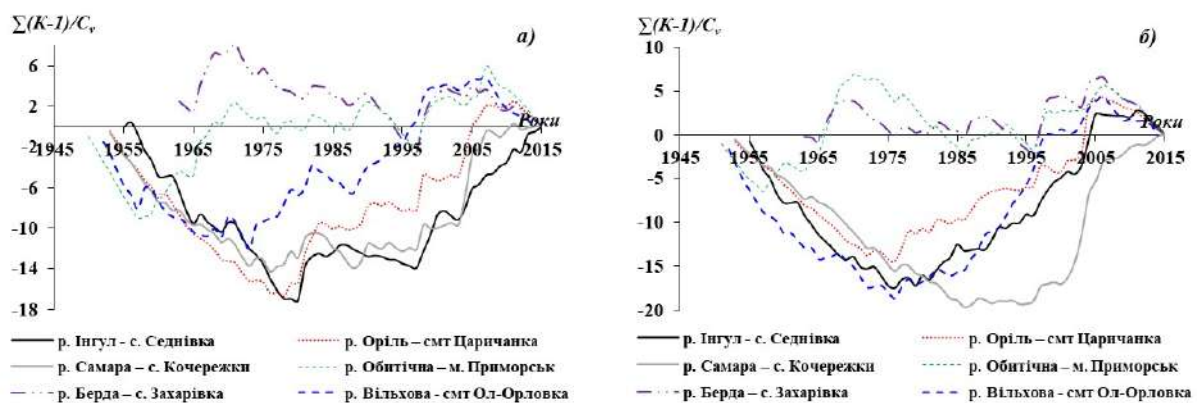 ∑(K-1)/Cv
а)
6
2
-2
-6
-10
-14
-18
1945
1955
1965
1975
1985
1995
2005
2015
Роки
р. Інгул - с. Седнівка
р. Оріль – смт Царичанка
р. Самара – с. Кочережки
р. Обитічна – м. Приморськ
р. Берда – с. Захарівка
р. Вільхова - смт Ол-Орловка
∑(K-1)/Cv
б)
10
5
0
-5
-10
-15
-20
1945
1955
1965
1975
1985
1995
2005
2015
Роки
р. Інгул - с. Седнівка
р. Оріль – смт Царичанка
р. Самара – с. Кочережки
р. Обитічна – м. Приморськ
р. Берда – с. Захарівка
р. Вільхова - смт Ол-Орловка